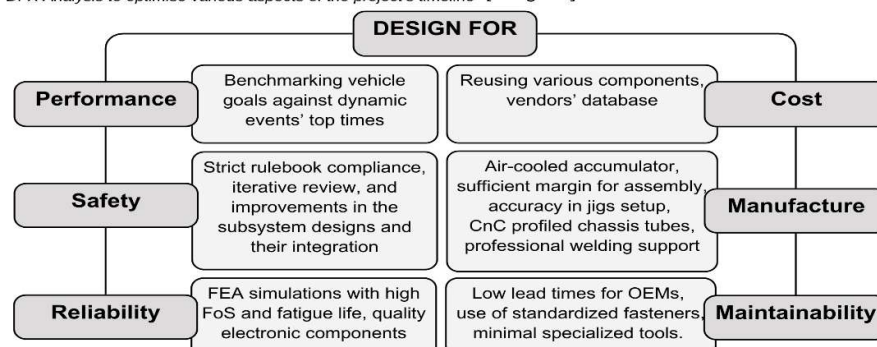 DESIGN FOR
Performance
Benchmarking vehicle
goals against dynamic
events' top times
Reusing various components,
vendors' database
Cost
Safety
Strict rulebook compliance,
iterative review, and
improvements in the
subsystem designs and
their integration
Air-cooled accumulator,
sufficient margin for assembly,
accuracy in jigs setup,
CnC profiled chassis tubes,
professional welding support
Manufacture
Reliability
FEA simulations with high
FoS and fatigue life, quality
electronic components
Low lead times for OEMs,
use of standardized fasteners,
minimal specialized tools.
Maintainability